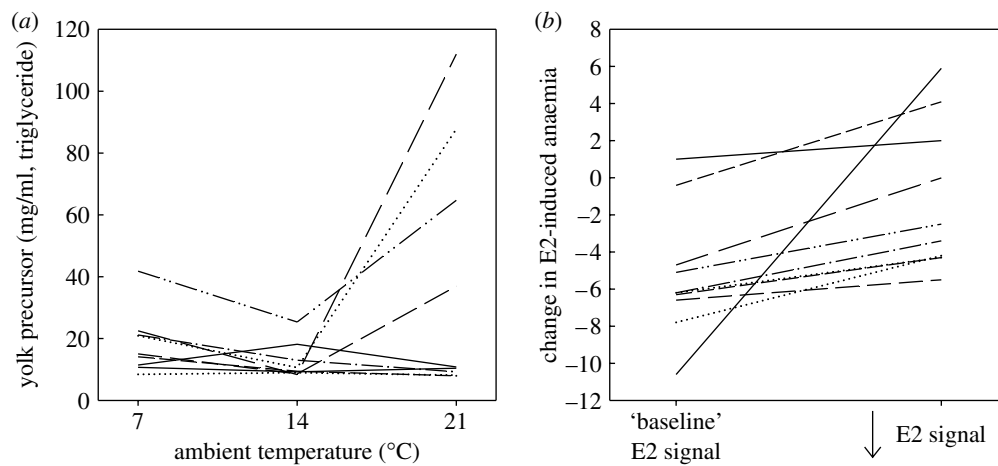 (a)
120
100
80
60
40
20
0
yolk precursor (mg/ml, triglyceride)
7
14
21
ambient temperature (°C)
(b)
8
6
4
2
0
−2
−4
−6
−8
−10
−12
change in E2-induced anaemia
‘baseline’
E2 signal
E2 signal